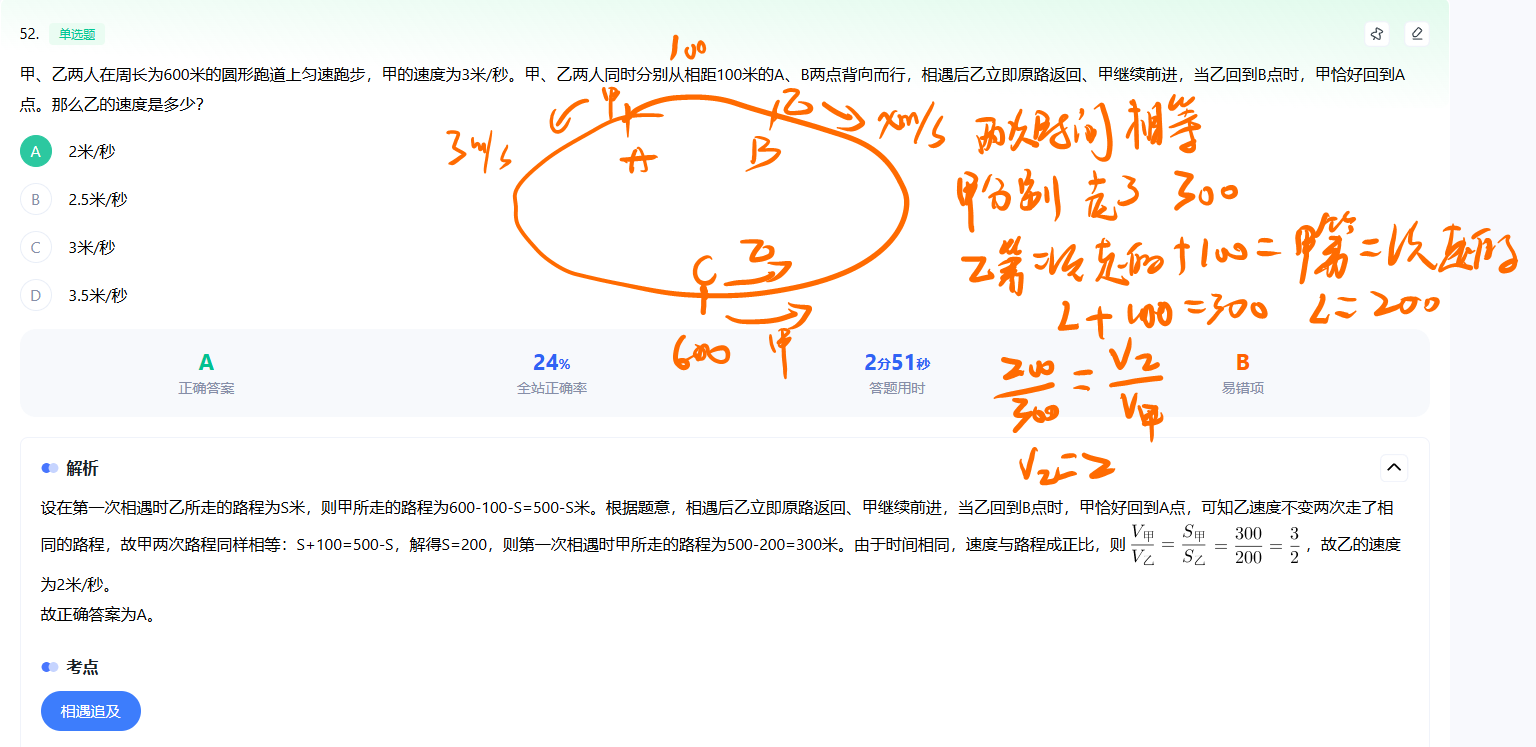 52. 单选题
甲、乙两人在周长为600米的圆形跑道上匀速跑步，甲的速度为3米/秒。甲、乙两人同时分别从相距100米的A、B两点背向而行，相遇后乙立即原路返回、甲继续前进，当乙回到B点时，甲恰好回到A
点。那么乙的速度是多少？
A 2米/秒
B 2.5米/秒
C 3米/秒
D 3.5米/秒
100
甲
乙
3m/s
A
B
xm/s
C
乙
甲
600
两次时间相等
甲分别走了 300
乙第一次走的+100=甲第二次走的
L+100=300 L=200
200/300=V乙/V甲
V乙=2
A
正确答案
24%
全站正确率
2分51秒
答题用时
B
易错项
解析
设在第一次相遇时乙所走的路程为S米，则甲所走的路程为600-100-S=500-S米。根据题意，相遇后乙立即原路返回、甲继续前进，当乙回到B点时，甲恰好回到A点，可知乙速度不变两次走了相
同的路程，故甲两次路程同样相等：S+100=500-S，解得S=200，则第一次相遇时甲所走的路程为500-200=300米。由于时间相同，速度与路程成正比，则 V甲/V乙 = S甲/S乙 = 300/200 = 3/2 ，故乙的速度
为2米/秒。
故正确答案为A。
考点
相遇追及